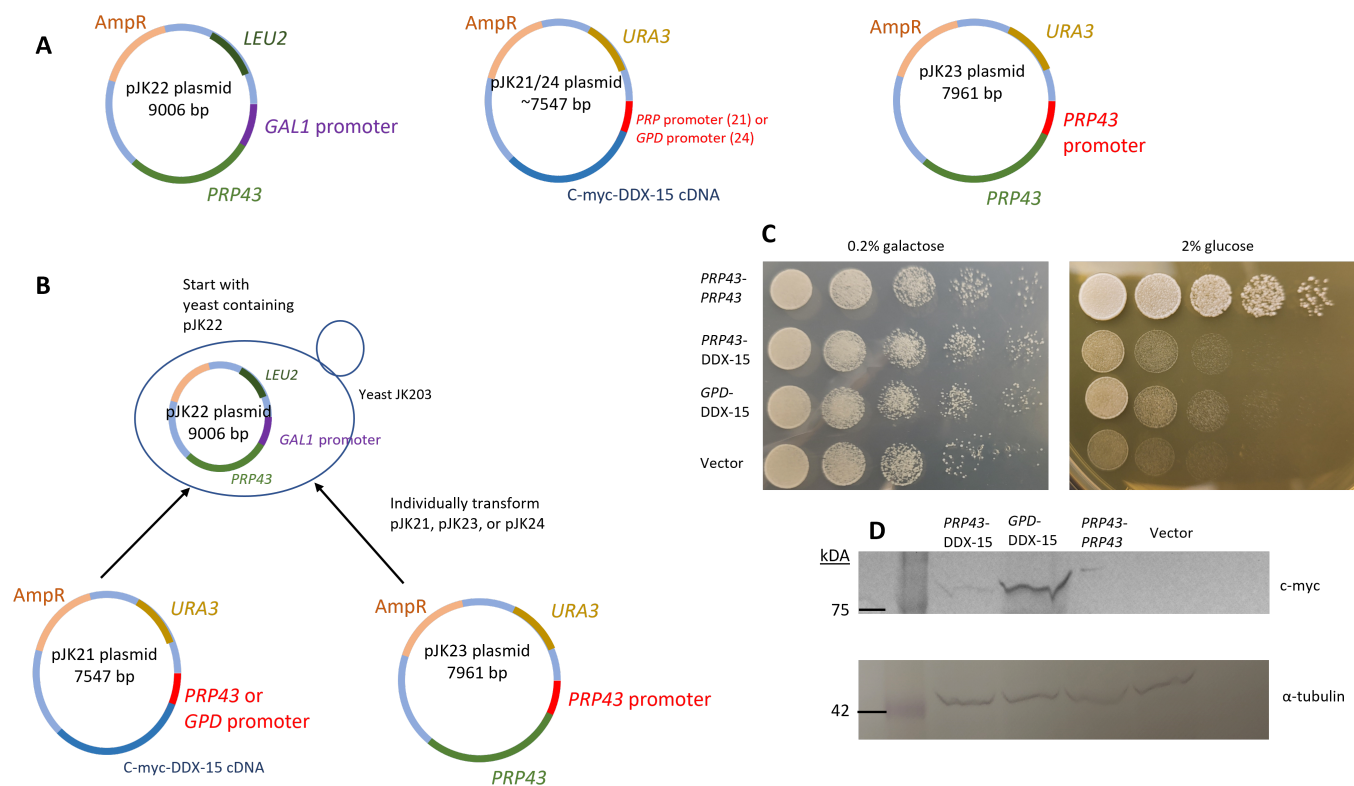 A
AmpR
LEU2
pJK22 plasmid
9006 bp
GAL1 promoter
PRP43
AmpR
URA3
pJK21/24 plasmid
~7547 bp
PRP promoter (21) or
GPD promoter (24)
C-myc-DDX-15 cDNA
AmpR
URA3
pJK23 plasmid
7961 bp
PRP43
promoter
PRP43
B
Start with
yeast containing
pJK22
LEU2
pJK22 plasmid
9006 bp
GAL1 promoter
PRP43
Yeast JK203
Individually transform
pJK21, pJK23, or pJK24
AmpR
URA3
pJK21 plasmid
7547 bp
PRP43 or
GPD promoter
C-myc-DDX-15 cDNA
AmpR
URA3
pJK23 plasmid
7961 bp
PRP43 promoter
PRP43
C
0.2% galactose
2% glucose
PRP43-
PRP43
PRP43-
DDX-15
GPD-
DDX-15
Vector
D
PRP43-
DDX-15
GPD-
DDX-15
PRP43-
PRP43
Vector
kDA
75
c-myc
42
α-tubulin